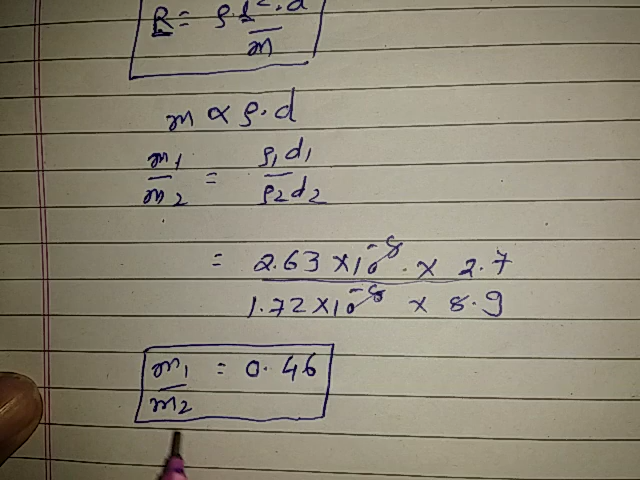 R = ρ·l²·d / m
m ∝ ρ·d
m₁ / m₂ = ρ₁d₁ / ρ₂d₂
= 2.63 × 10⁻⁸ × 2.7 / 1.72 × 10⁻⁸ × 8.9
m₁ / m₂ = 0.46